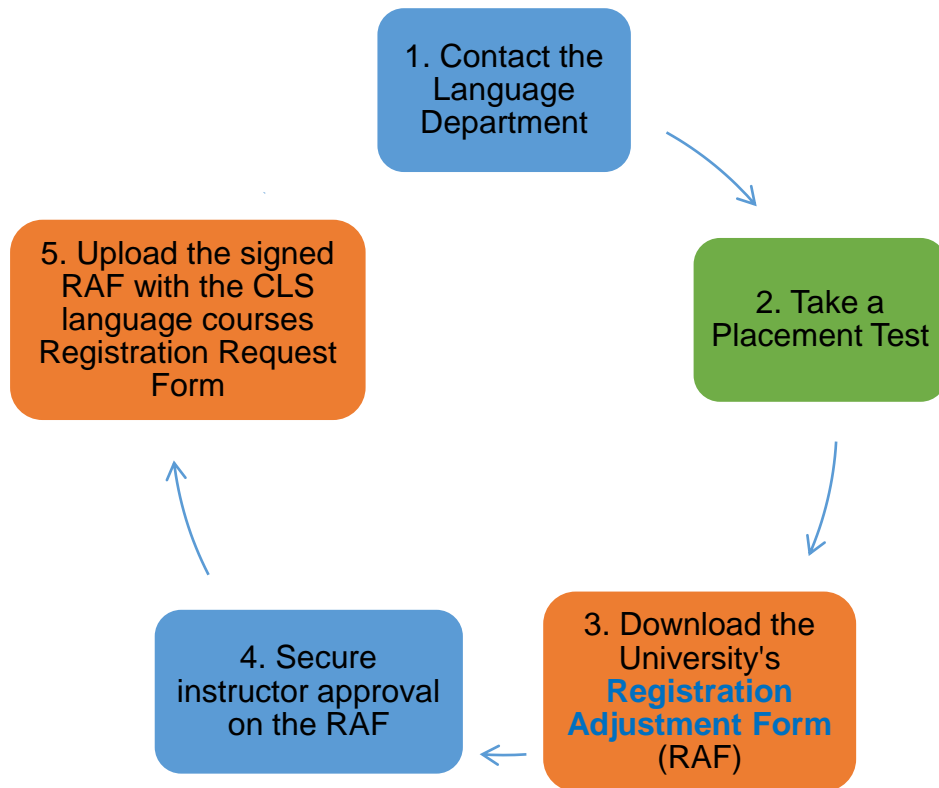 1. Contact the
Language
Department
2. Take a
Placement Test
3. Download the
University's
Registration
Adjustment Form
(RAF)
4. Secure
instructor approval
on the RAF
5. Upload the signed
RAF with the CLS
language courses
Registration Request
Form